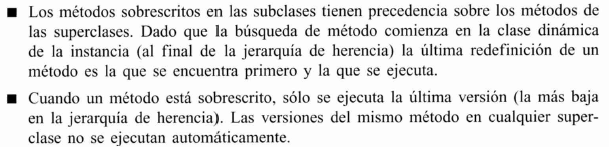 ■ Los métodos sobrescritos en las subclases tienen precedencia sobre los métodos de
las superclases. Dado que la búsqueda de método comienza en la clase dinámica
de la instancia (al final de la jerarquía de herencia) la última redefinición de un
método es la que se encuentra primero y la que se ejecuta.
■ Cuando un método está sobrescrito, sólo se ejecuta la última versión (la más baja
en la jerarquía de herencia). Las versiones del mismo método en cualquier super-
clase no se ejecutan automáticamente.